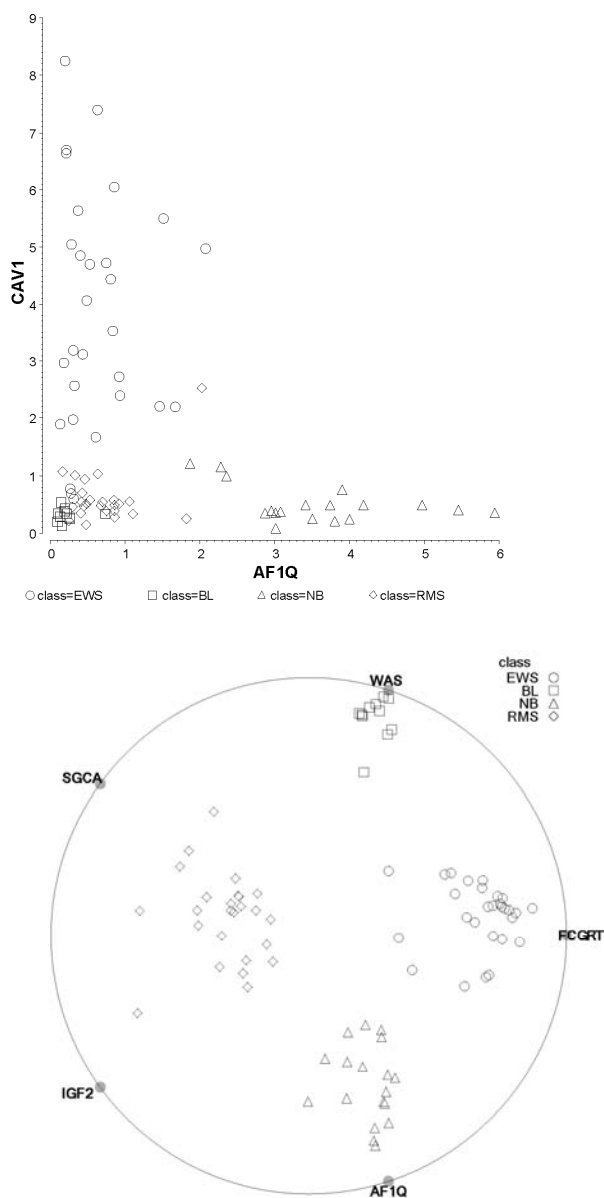 9
8
7
6
5
4
3
2
1
0
CAV1
0 1 2 3 4 5 6
AF1Q
class=EWS class=BL class=NB class=RMS
WAS
class
EWS
BL
NB
RMS
SGCA
FCGRT
IGF2
AF1Q